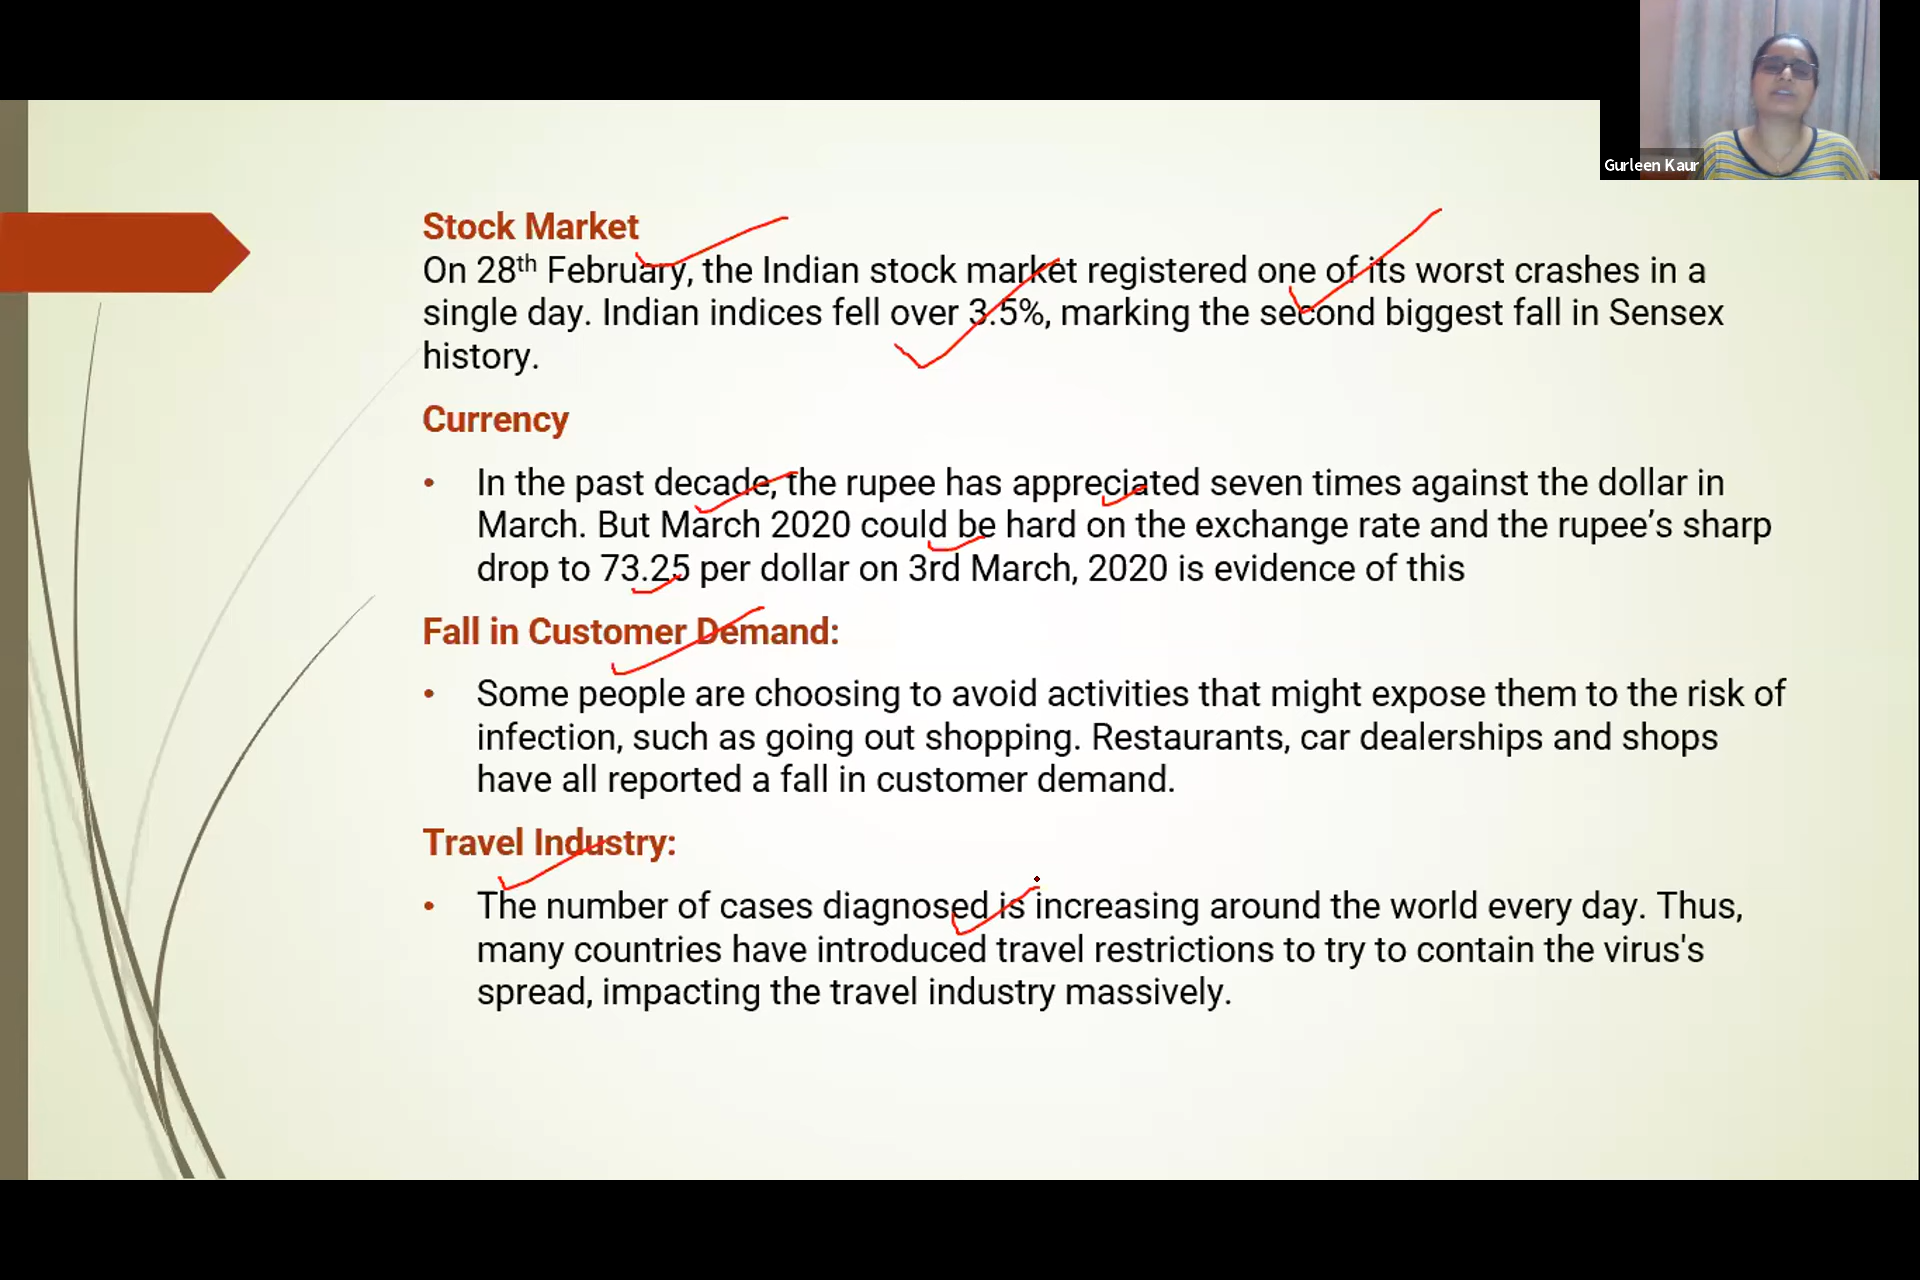 Gurleen Kaur
Stock Market
On 28th February, the Indian stock market registered one of its worst crashes in a
single day. Indian indices fell over 3.5%, marking the second biggest fall in Sensex
history.
Currency
• In the past decade, the rupee has appreciated seven times against the dollar in
March. But March 2020 could be hard on the exchange rate and the rupee’s sharp
drop to 73.25 per dollar on 3rd March, 2020 is evidence of this
Fall in Customer Demand:
• Some people are choosing to avoid activities that might expose them to the risk of
infection, such as going out shopping. Restaurants, car dealerships and shops
have all reported a fall in customer demand.
Travel Industry:
• The number of cases diagnosed is increasing around the world every day. Thus,
many countries have introduced travel restrictions to try to contain the virus's
spread, impacting the travel industry massively.